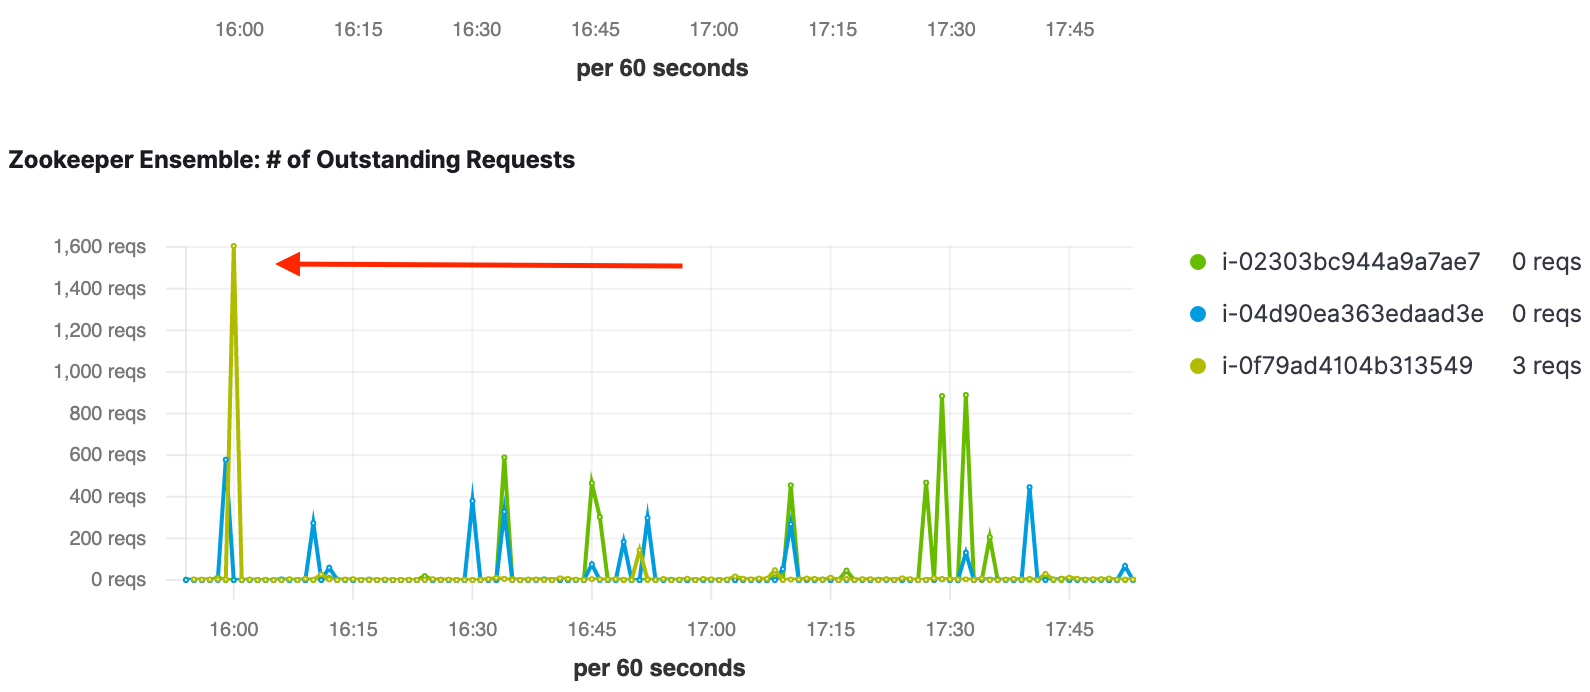 16:00 16:15 16:30 16:45 17:00 17:15 17:30 17:45
per 60 seconds
Zookeeper Ensemble: # of Outstanding Requests
1,600 reqs
1,400 reqs
1,200 reqs
1,000 reqs
800 reqs
600 reqs
400 reqs
200 reqs
0 reqs
16:00 16:15 16:30 16:45 17:00 17:15 17:30 17:45
per 60 seconds
i-02303bc944a9a7ae7 0 reqs
i-04d90ea363edaad3e 0 reqs
i-0f79ad4104b313549 3 reqs